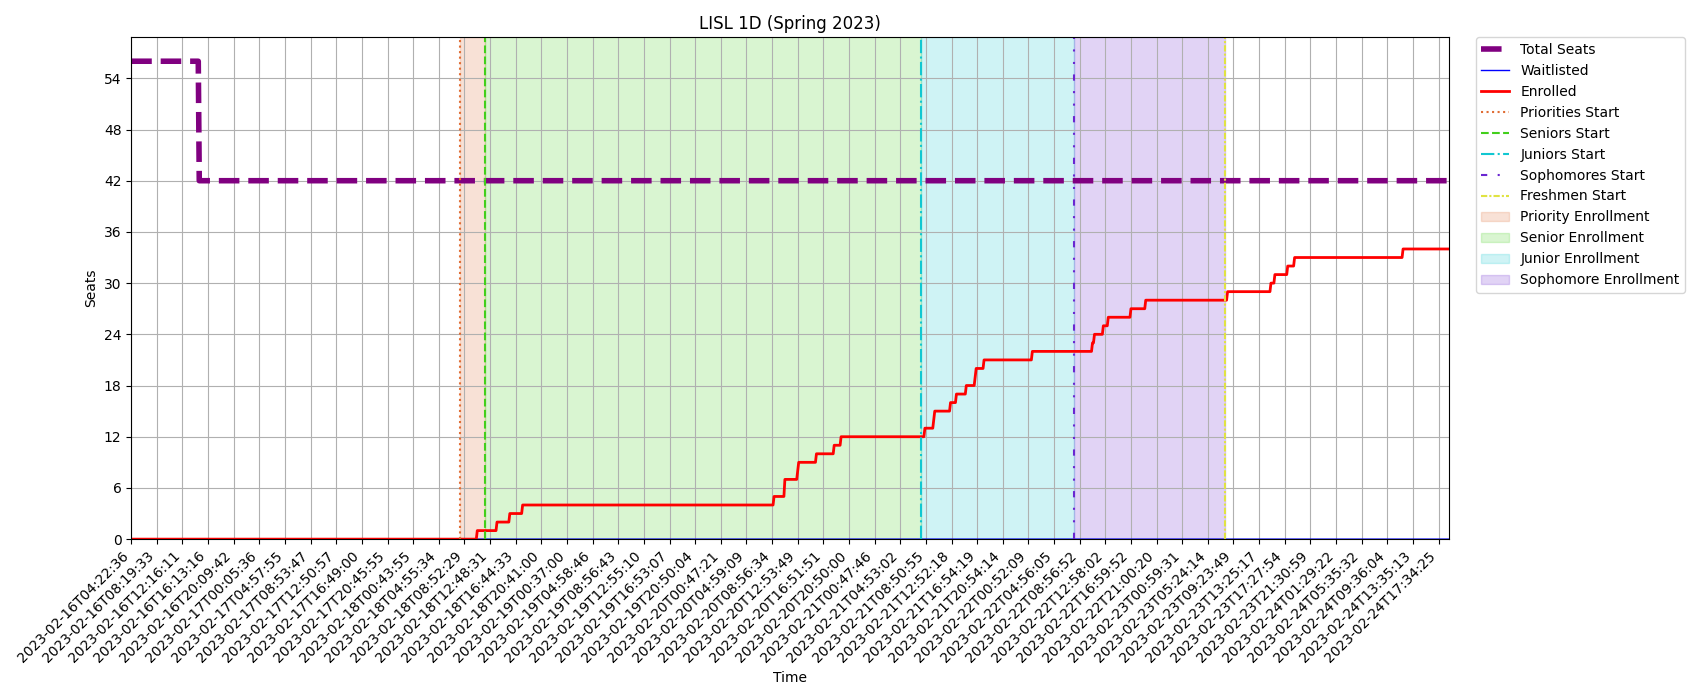 LISL 1D (Spring 2023)
Total Seats
Waitlisted
Enrolled
Priorities Start
Seniors Start
Juniors Start
Sophomores Start
Freshmen Start
Priority Enrollment
Senior Enrollment
Junior Enrollment
Sophomore Enrollment
Seats
54
48
42
36
30
24
18
12
6
0
2023-02-16T04:22:36
2023-02-16T08:19:33
2023-02-16T12:16:11
2023-02-16T16:13:16
2023-02-16T20:09:42
2023-02-17T00:05:36
2023-02-17T04:57:55
2023-02-17T08:53:47
2023-02-17T12:50:57
2023-02-17T16:49:00
2023-02-17T20:45:55
2023-02-18T00:43:55
2023-02-18T04:55:34
2023-02-18T08:52:29
2023-02-18T12:48:31
2023-02-18T16:44:33
2023-02-18T20:41:00
2023-02-19T00:37:00
2023-02-19T04:58:46
2023-02-19T08:56:43
2023-02-19T12:55:10
2023-02-19T16:53:07
2023-02-19T20:50:04
2023-02-20T00:47:21
2023-02-20T04:59:09
2023-02-20T08:56:34
2023-02-20T12:53:49
2023-02-20T16:51:51
2023-02-20T20:50:00
2023-02-21T00:47:46
2023-02-21T04:53:02
2023-02-21T08:50:55
2023-02-21T12:52:18
2023-02-21T16:54:19
2023-02-21T20:54:14
2023-02-22T00:52:09
2023-02-22T04:56:05
2023-02-22T08:56:52
2023-02-22T12:58:02
2023-02-22T16:59:52
2023-02-22T21:00:20
2023-02-23T00:59:31
2023-02-23T05:24:14
2023-02-23T09:23:49
2023-02-23T13:25:17
2023-02-23T17:27:54
2023-02-23T21:30:59
2023-02-24T01:29:22
2023-02-24T05:35:32
2023-02-24T09:36:04
2023-02-24T13:35:13
2023-02-24T17:34:25
Time